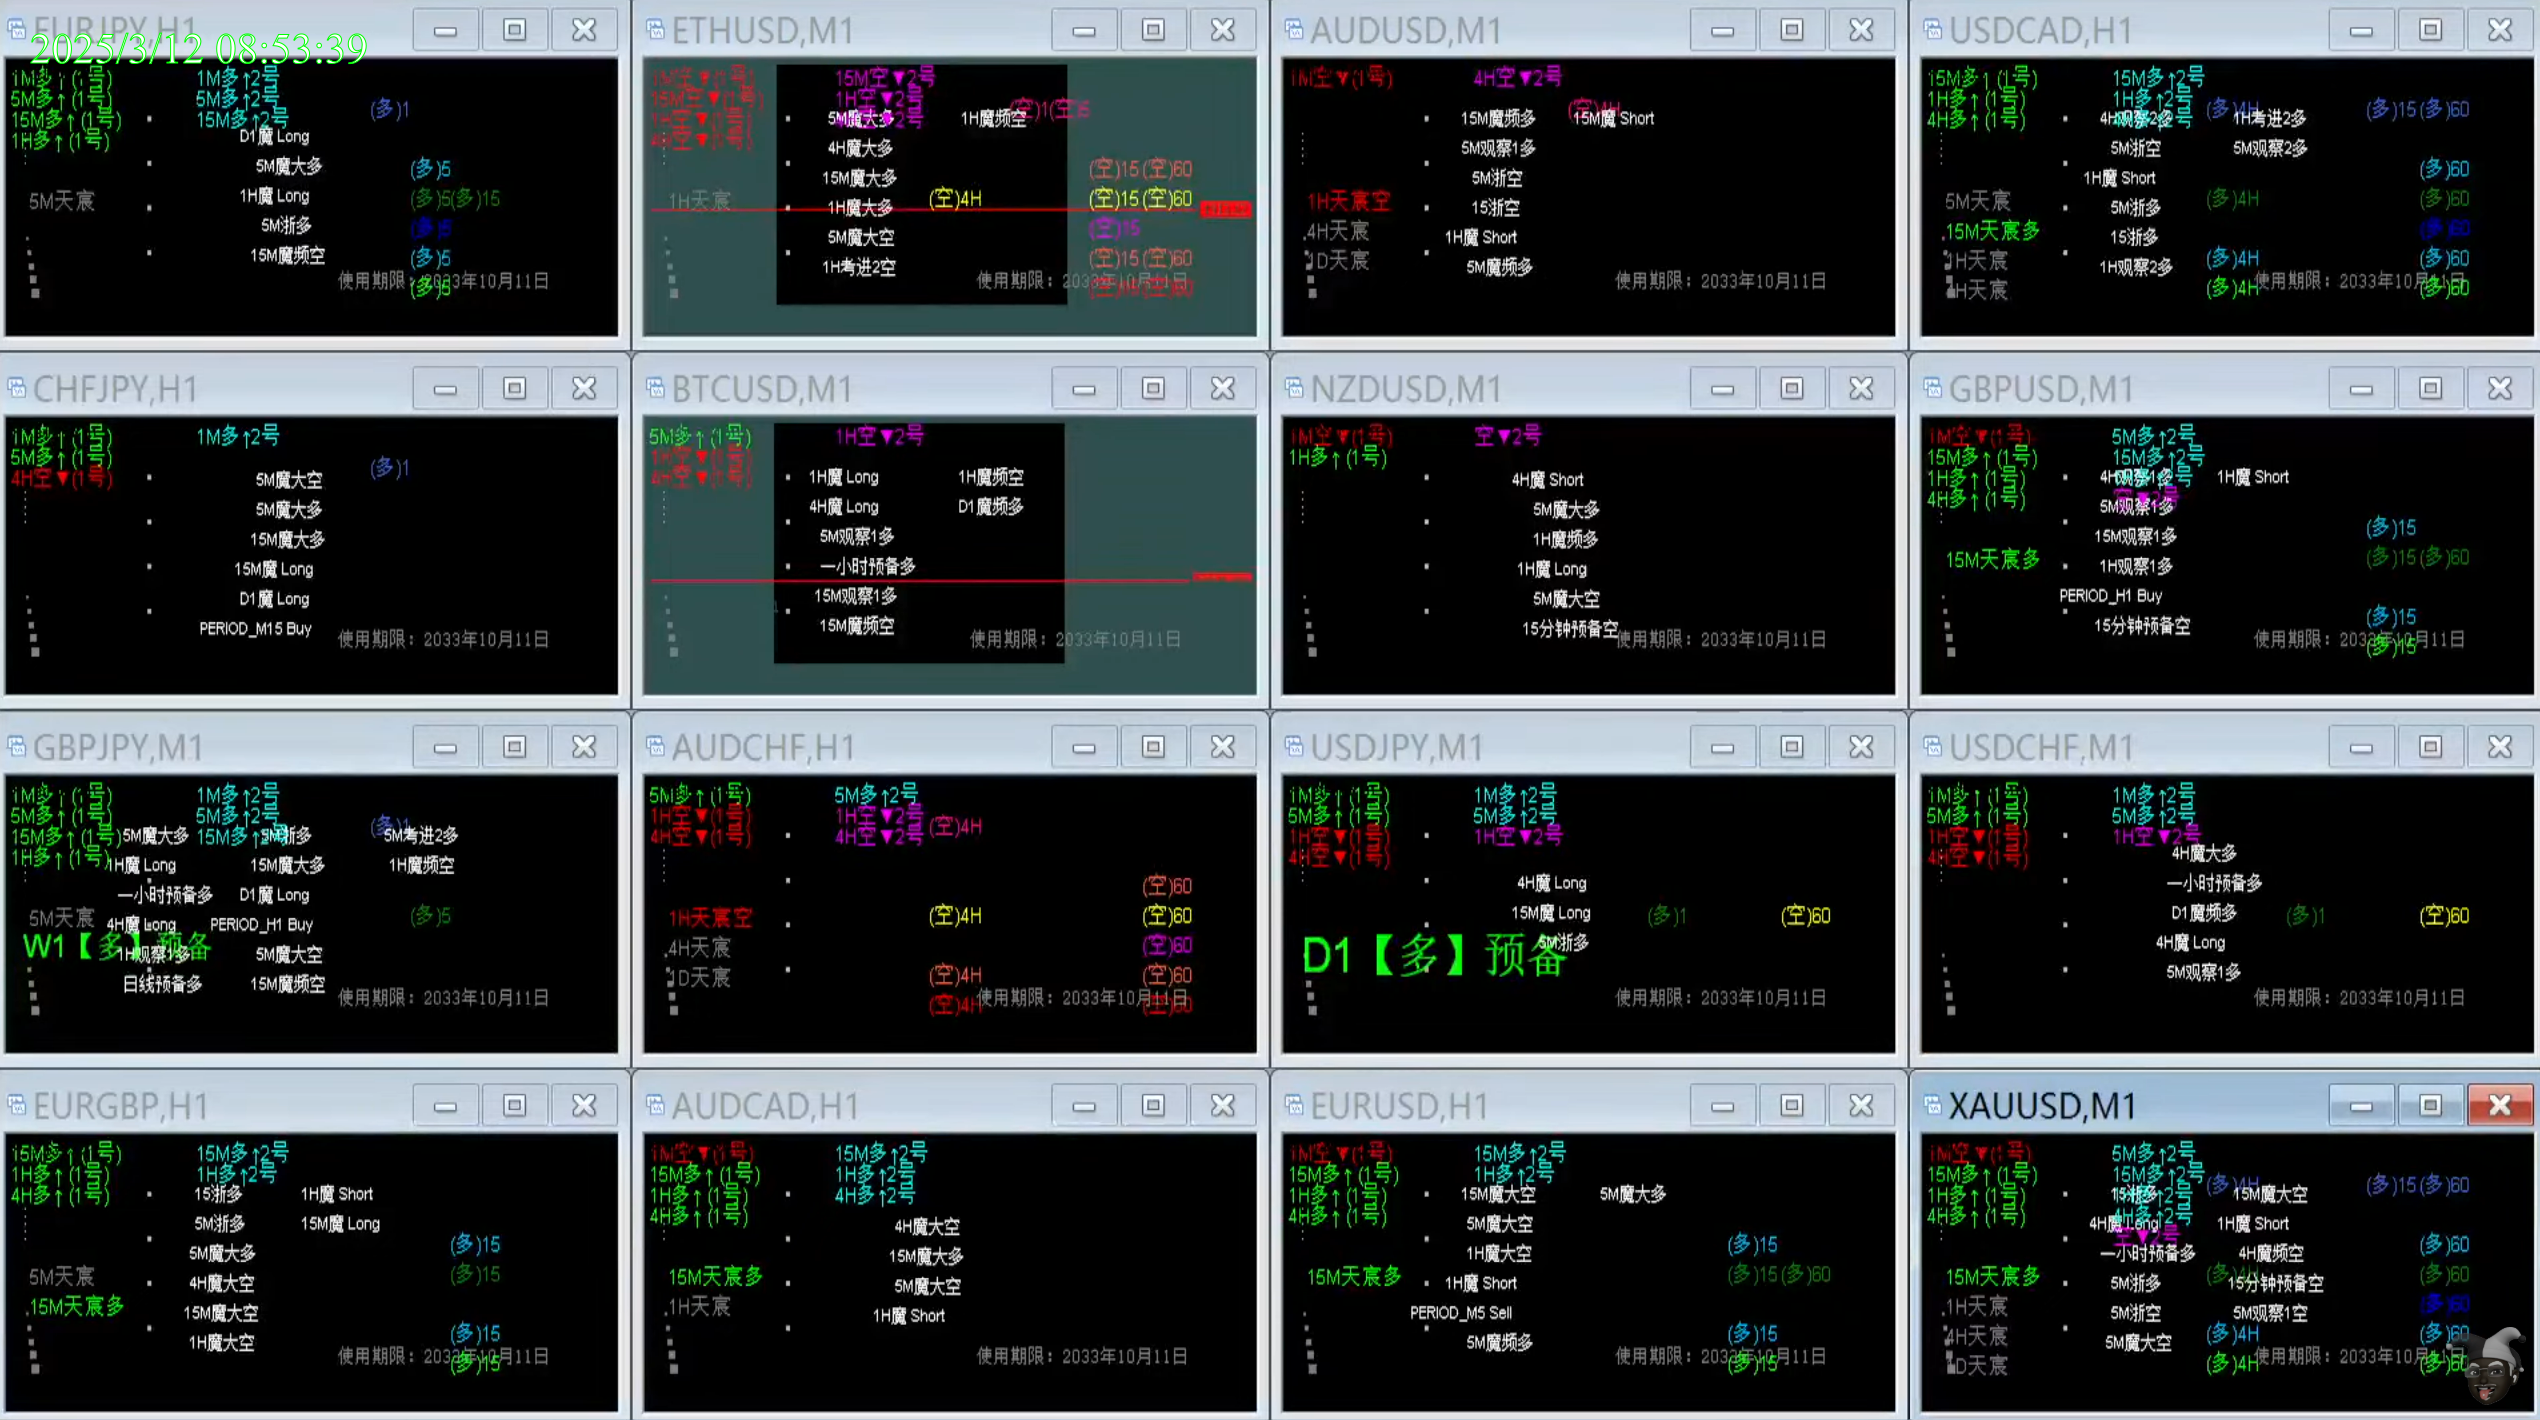 EURJPY,H1
2025/3/12 08:53:39
1M多↑(1号)
5M多↑(1号)
15M多↑(1号)
1H多↑(1号)
1M多↑2号
5M多↑2号
15M多↑2号
(多)1
D1魔 Long
5M魔大多
(多)5
5M天宸
1H魔 Long
(多)5(多)15
5M浙多
(多)5
15M魔频空
(多)5
使用期限：2033年10月11日
(多)5
ETHUSD,M1
1M空▼(1号)
15M空▼(1号)
1H空▼(1号)
4H空▼(1号)
15M空▼2号
1H空▼2号
(空)1(空)5
5M魔大多
1H魔频空
4H魔大多
15M魔大多
(空)15(空)60
1H天宸
(空)4H
(空)15(空)60
1H魔大多
(空)15
5M魔大空
(空)15(空)60
1H考进2空
使用期限：2033年10月11日
AUDUSD,M1
1M空▼(1号)
4H空▼2号
(空)4H
15M魔频多
15M魔 Short
5M观察1多
5M浙空
1H天宸空
15浙空
4H天宸
1H魔 Short
1D天宸
5M魔频多
使用期限：2033年10月11日
USDCAD,H1
15M多↑(1号)
1H多↑(1号)
4H多↑(1号)
15M多↑2号
1H多↑2号
(多)4H
(多)15(多)60
4H观察2多
1H考进2多
5M浙空
5M观察2多
(多)60
1H魔 Short
5M天宸
(多)4H
(多)60
5M浙多
15M天宸多
(多)60
15浙多
1H天宸
(多)4H
(多)60
1H观察2多
4H天宸
(多)4H
使用期限：2033年10月11日
(多)60
CHFJPY,H1
1M多↑(1号)
5M多↑(1号)
4H空▼(1号)
1M多↑2号
(多)1
5M魔大空
5M魔大多
15M魔大多
15M魔 Long
D1魔 Long
PERIOD_M15 Buy
使用期限：2033年10月11日
BTCUSD,M1
5M多↑(1号)
1H空▼(1号)
4H空▼(1号)
1H空▼2号
1H魔 Long
1H魔频空
4H魔 Long
D1魔频多
5M观察1多
一小时预备多
15M观察1多
15M魔频空
使用期限：2033年10月11日
NZDUSD,M1
1M空▼(1号)
1H多↑(1号)
空▼2号
4H魔 Short
5M魔大多
1H魔频多
1H魔 Long
5M魔大空
15分钟预备空
使用期限：2033年10月11日
GBPUSD,M1
1M空▼(1号)
15M多↑(1号)
1H多↑(1号)
4H多↑(1号)
5M多↑2号
15M多↑2号
4H观察1多
1H魔 Short
5M观察1多
(多)15
15M观察1多
15M天宸多
(多)15(多)60
1H观察1多
PERIOD_H1 Buy
(多)15
15分钟预备空
使用期限：2033年10月11日
(多)15
GBPJPY,M1
1M多↑(1号)
5M多↑(1号)
15M多↑(1号)
1H多↑(1号)
1M多↑2号
5M多↑2号
15M多↑2号
(多)1
5M魔大多
5M浙多
5M考进2多
1H魔 Long
15M魔大多
1H魔频空
一小时预备多
D1魔 Long
5M天宸
4H魔 Long
PERIOD_H1 Buy
(多)5
W1【多】预备
1H观察1多
5M魔大空
日线预备多
15M魔频空
使用期限：2033年10月11日
AUDCHF,H1
5M多↑(1号)
1H空▼(1号)
4H空▼(1号)
5M多↑2号
1H空▼2号
4H空▼2号
(空)4H
(空)60
1H天宸空
(空)4H
(空)60
4H天宸
(空)60
1D天宸
(空)4H
(空)60
(空)4H
使用期限：2033年10月11日
(空)60
USDJPY,M1
1M多↑(1号)
5M多↑(1号)
1H空▼(1号)
4H空▼(1号)
1M多↑2号
5M多↑2号
1H空▼2号
4H魔 Long
15M魔 Long
(多)1
(空)60
5M浙多
D1【多】预备
使用期限：2033年10月11日
USDCHF,M1
1M多↑(1号)
5M多↑(1号)
1H空▼(1号)
4H空▼(1号)
1M多↑2号
5M多↑2号
1H空▼2号
4H魔大多
一小时预备多
D1魔频多
(多)1
(空)60
4H魔 Long
5M观察1多
使用期限：2033年10月11日
EURGBP,H1
15M多↑(1号)
1H多↑(1号)
4H多↑(1号)
15M多↑2号
1H多↑2号
15浙多
1H魔 Short
5M浙多
15M魔 Long
5M魔大多
(多)15
5M天宸
4H魔大空
(多)15
15M天宸多
15M魔大空
1H魔大空
(多)15
使用期限：2033年10月11日
(多)15
AUDCAD,H1
1M空▼(1号)
15M多↑(1号)
1H多↑(1号)
4H多↑(1号)
15M多↑2号
1H多↑2号
4H多↑2号
4H魔大空
15M魔大多
15M天宸多
5M魔大空
1H天宸
1H魔 Short
使用期限：2033年10月11日
EURUSD,H1
1M空▼(1号)
15M多↑(1号)
1H多↑(1号)
4H多↑(1号)
15M多↑2号
1H多↑2号
15M魔大空
5M魔大多
5M魔大空
1H魔大空
(多)15
15M天宸多
1H魔 Short
(多)15(多)60
PERIOD_M5 Sell
5M魔频多
(多)15
使用期限：2033年10月11日
(多)15
XAUUSD,M1
1M空▼(1号)
15M多↑(1号)
1H多↑(1号)
4H多↑(1号)
5M多↑2号
15M多↑2号
4H多↑2号
空▼2号
(多)4H
(多)15(多)60
15浙多
15M魔大空
4H魔 Long
1H魔 Short
一小时预备多
4H魔频空
(多)60
15M天宸多
5M浙多
(多)4H
15分钟预备空
(多)60
1H天宸
5M浙空
5M观察1空
(多)60
4H天宸
5M魔大空
(多)4H
(多)60
1D天宸
(多)4H
使用期限：2033年10月11日
(多)60